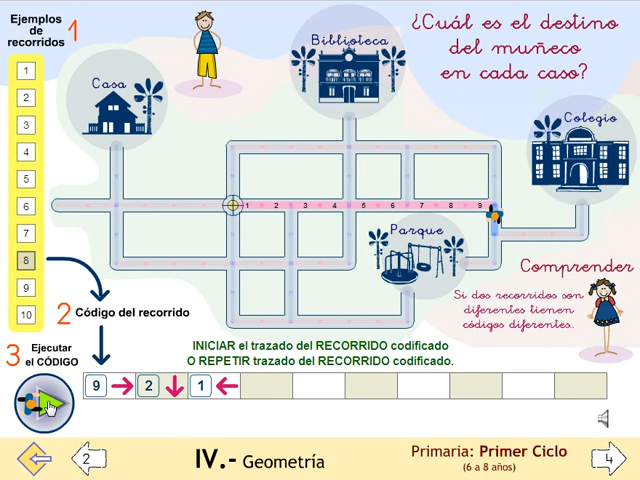 Ejemplos
de
recorridos
1
1
2
3
4
5
6
7
8
9
10
Casa
Biblioteca
¿Cuál es el destino
del muñeco
en cada caso?
Colegio
1 2 3 4 5 6 7 8 9
Parque
Comprender
Si dos recorridos son
diferentes tienen
códigos diferentes.
2 Código del recorrido
3 Ejecutar
el CÓDIGO
INICIAR el trazado del RECORRIDO codificado
O REPETIR trazado del RECORRIDO codificado.
9 → 2 ↓ 1 ←
2
IV.- Geometría
Primaria: Primer Ciclo
(6 a 8 años)
4